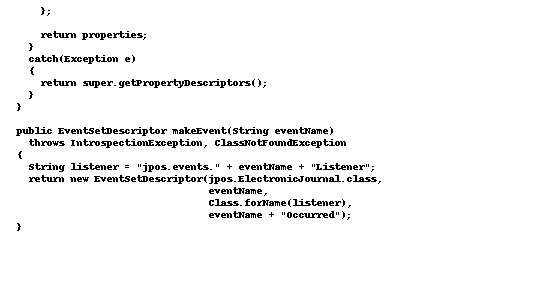 };

    return properties;
  }
  catch(Exception e)
  {
    return super.getPropertyDescriptors();
  }
}

public EventSetDescriptor makeEvent(String eventName)
  throws IntrospectionException, ClassNotFoundException
{
  String listener = "jpos.events." + eventName + "Listener";
  return new EventSetDescriptor(jpos.ElectronicJournal.class,
                                eventName,
                                Class.forName(listener),
                                eventName + "Occurred");
}